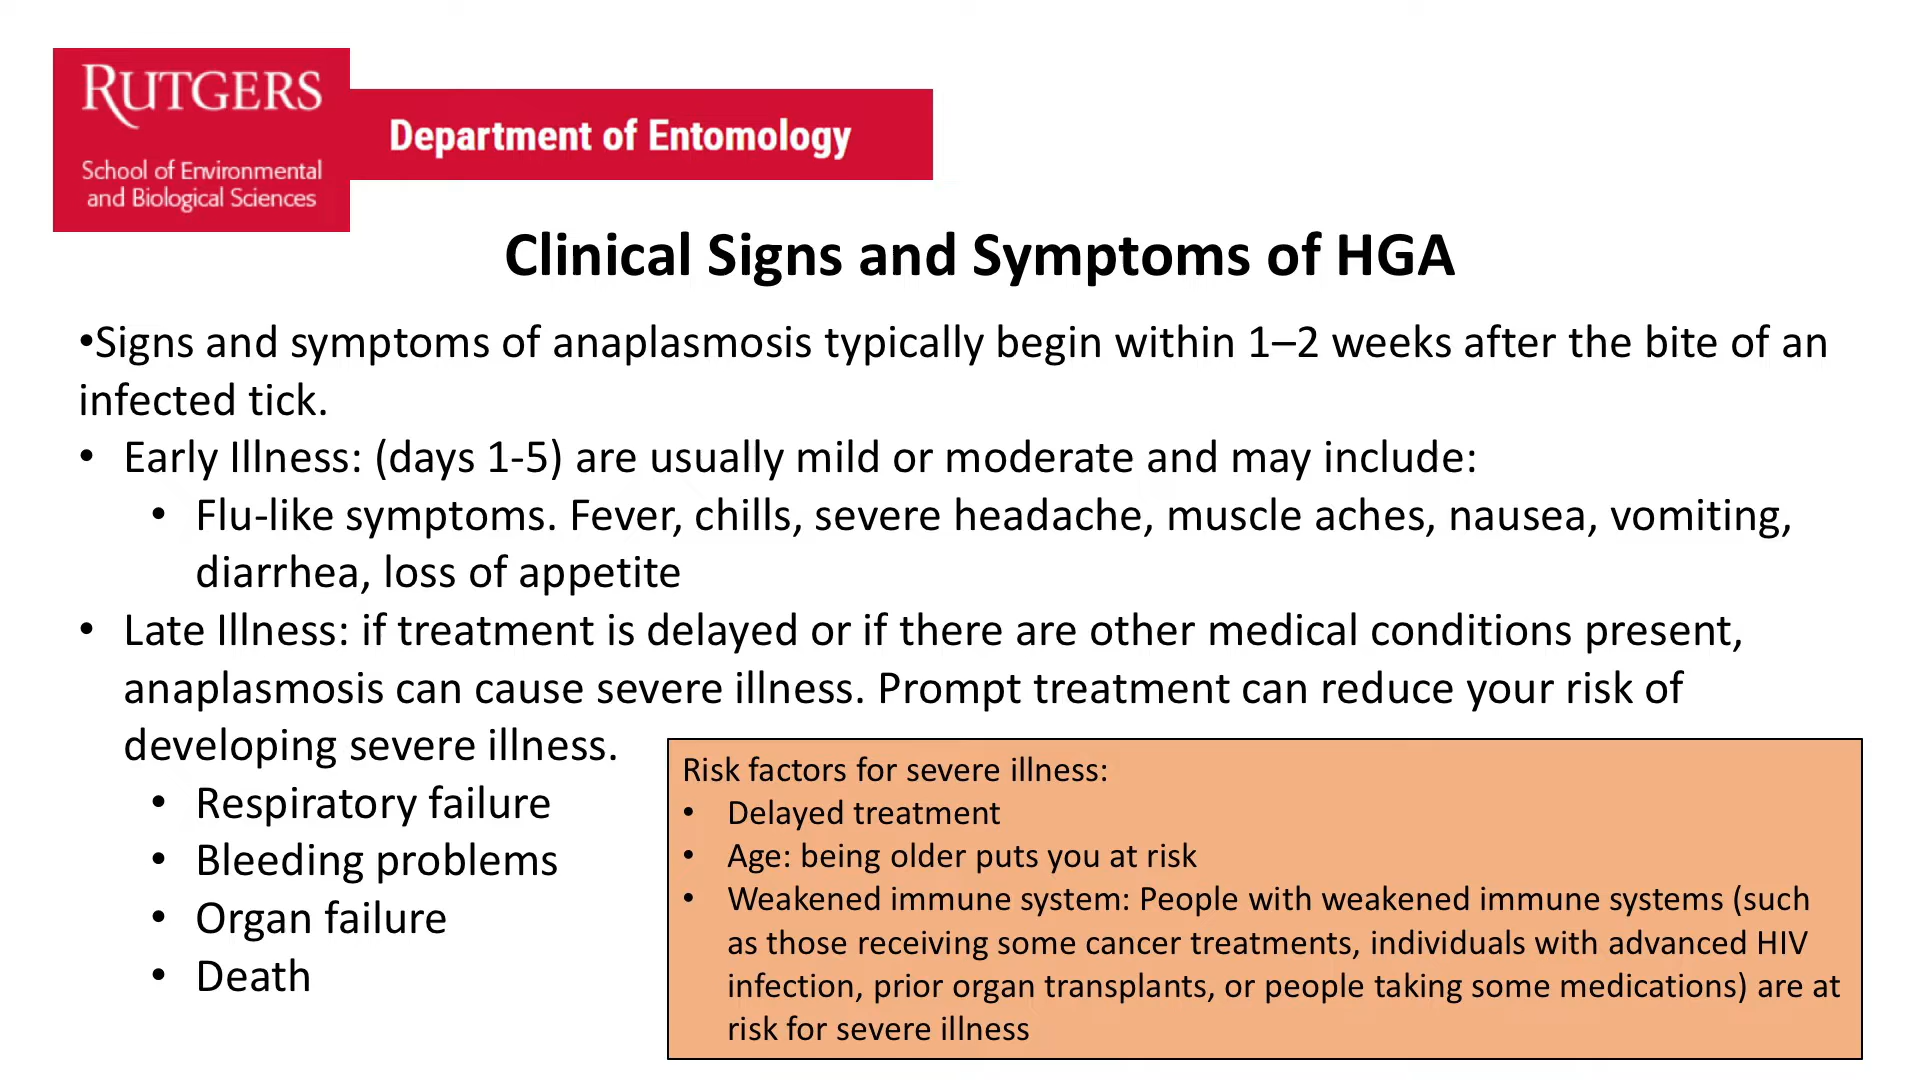 RUTGERS
School of Environmental
and Biological Sciences
Department of Entomology
Clinical Signs and Symptoms of HGA
•Signs and symptoms of anaplasmosis typically begin within 1–2 weeks after the bite of an
infected tick.
• Early Illness: (days 1-5) are usually mild or moderate and may include:
• Flu-like symptoms. Fever, chills, severe headache, muscle aches, nausea, vomiting,
diarrhea, loss of appetite
• Late Illness: if treatment is delayed or if there are other medical conditions present,
anaplasmosis can cause severe illness. Prompt treatment can reduce your risk of
developing severe illness.
• Respiratory failure
• Bleeding problems
• Organ failure
• Death
Risk factors for severe illness:
• Delayed treatment
• Age: being older puts you at risk
• Weakened immune system: People with weakened immune systems (such
as those receiving some cancer treatments, individuals with advanced HIV
infection, prior organ transplants, or people taking some medications) are at
risk for severe illness